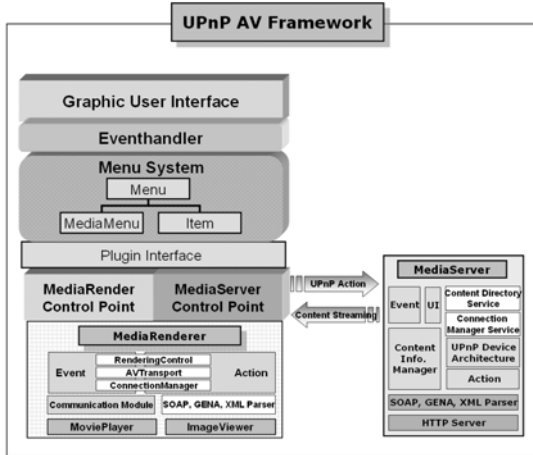 UPnP AV Framework
Graphic User Interface
Eventhandler
Menu System
Menu
MediaMenu
Item
Plugin Interface
MediaRender
Control Point
MediaServer
Control Point
UPnP Action
Content Streaming
MediaRenderer
Event
RenderingControl
AVTransport
ConnectionManager
Action
Communication Module
SOAP, GENA, XML Parser
MoviePlayer
ImageViewer
MediaServer
Event
UI
Content Directory
Service
Connection
Manager Service
Content
Info.
Manager
UPnP Device
Architecture
Action
SOAP, GENA, XML Parser
HTTP Server